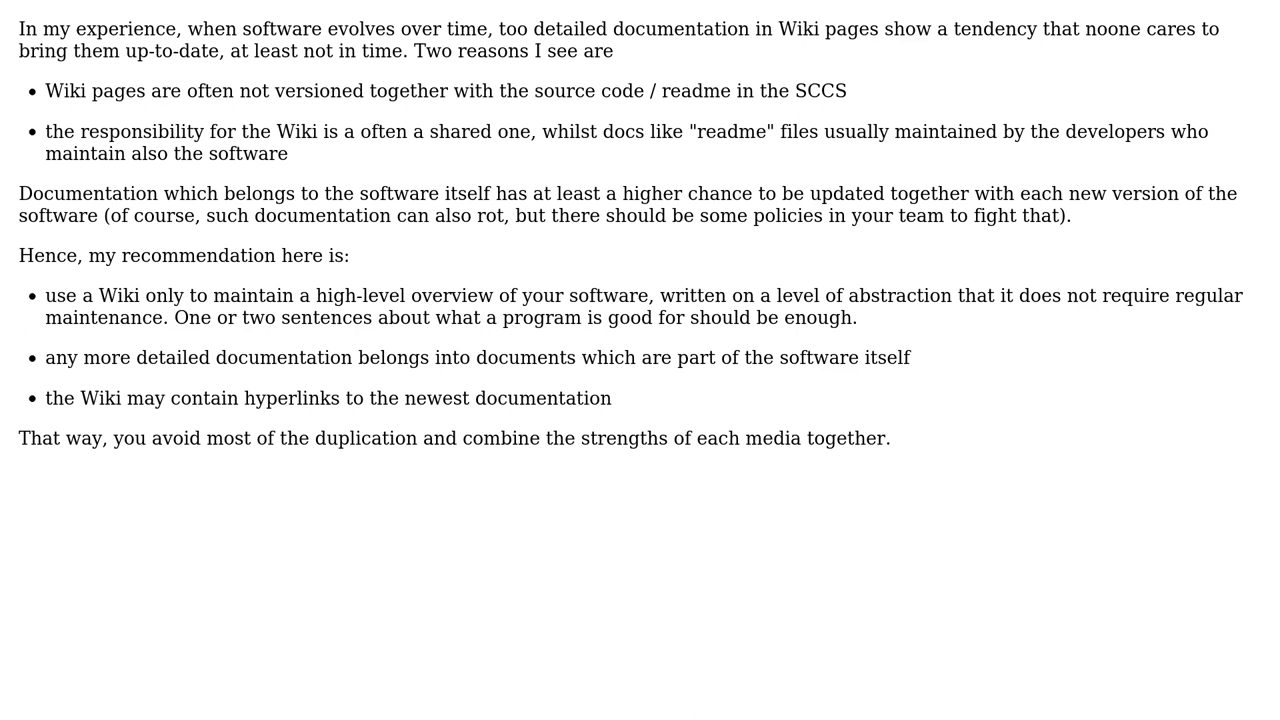 In my experience, when software evolves over time, too detailed documentation in Wiki pages show a tendency that noone cares to
bring them up-to-date, at least not in time. Two reasons I see are
• Wiki pages are often not versioned together with the source code / readme in the SCCS
• the responsibility for the Wiki is a often a shared one, whilst docs like "readme" files usually maintained by the developers who
maintain also the software
Documentation which belongs to the software itself has at least a higher chance to be updated together with each new version of the
software (of course, such documentation can also rot, but there should be some policies in your team to fight that).
Hence, my recommendation here is:
• use a Wiki only to maintain a high-level overview of your software, written on a level of abstraction that it does not require regular
maintenance. One or two sentences about what a program is good for should be enough.
• any more detailed documentation belongs into documents which are part of the software itself
• the Wiki may contain hyperlinks to the newest documentation
That way, you avoid most of the duplication and combine the strengths of each media together.